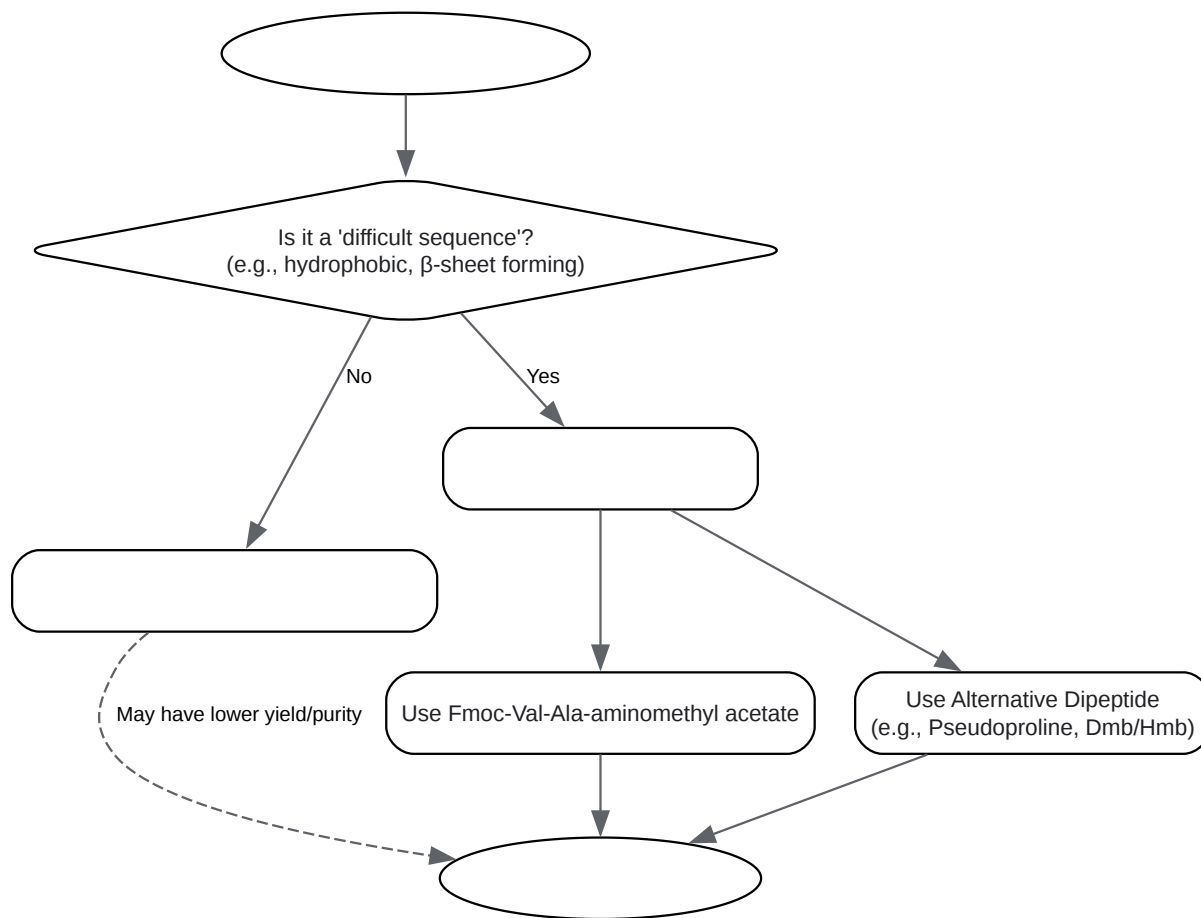 Is it a 'difficult sequence'?
(e.g., hydrophobic, β-sheet forming)
No
Yes
May have lower yield/purity
Use Fmoc-Val-Ala-aminomethyl acetate
Use Alternative Dipeptide
(e.g., Pseudoproline, Dmb/Hmb)